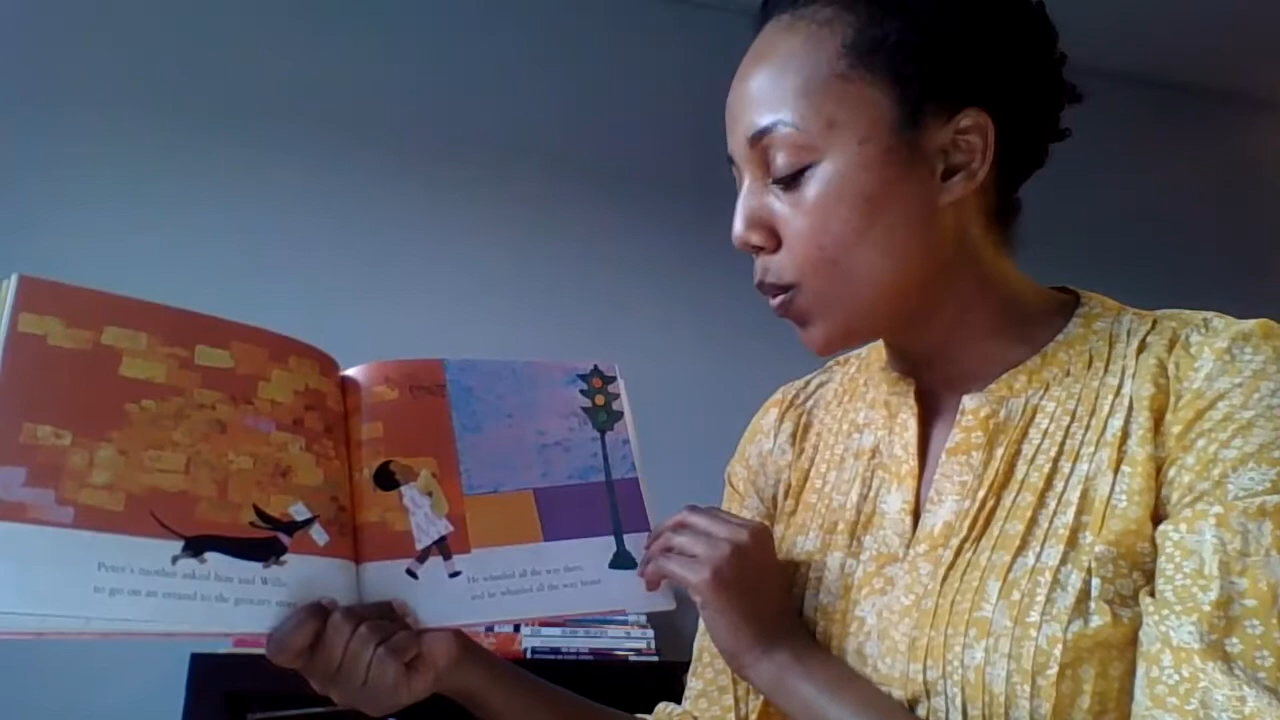 Peter's mother asked him and Willie
to go on an errand to the grocery store
He whistled all the way there,
and he whistled all the way home